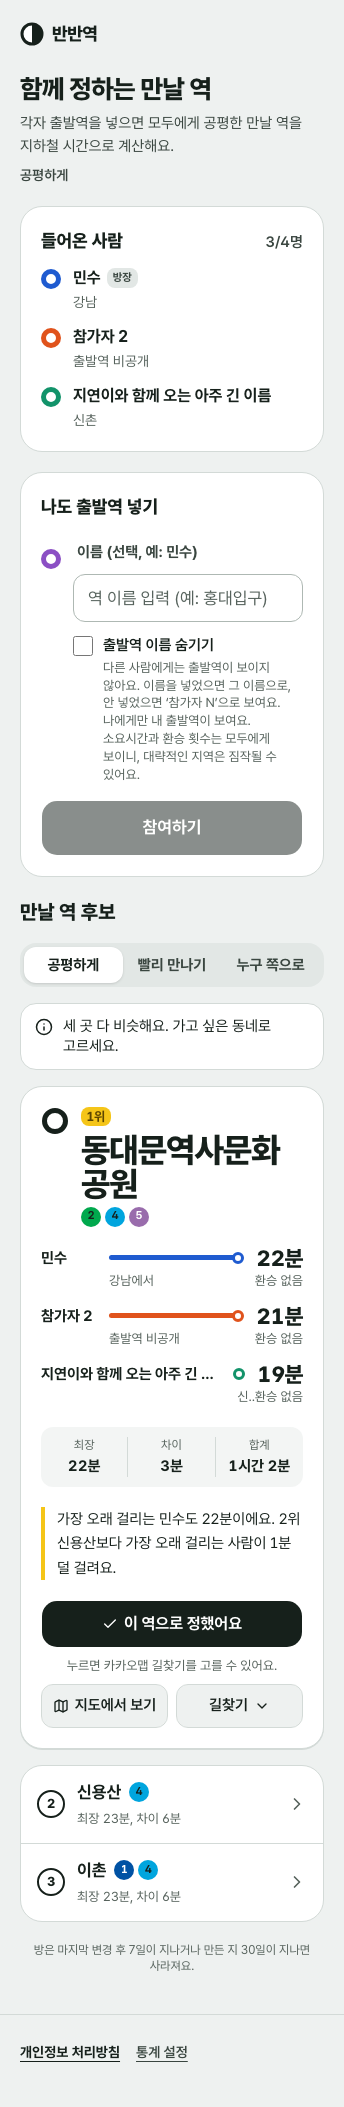 반반역
함께 정하는 만날 역
각자 출발역을 넣으면 모두에게 공평한 만날 역을
지하철 시간으로 계산해요.
공평하게
들어온 사람 3/4명
민수 방장
강남
참가자 2
출발역 비공개
지연이와 함께 오는 아주 긴 이름
신촌
나도 출발역 넣기
이름 (선택, 예: 민수)
역 이름 입력 (예: 홍대입구)
출발역 이름 숨기기
다른 사람에게는 출발역이 보이지
않아요. 이름을 넣었으면 그 이름으로,
안 넣었으면 '참가자 N'으로 보여요.
나에게만 내 출발역이 보여요.
소요시간과 환승 횟수는 모두에게
보이니, 대략적인 지역은 짐작될 수
있어요.
참여하기
만날 역 후보
공평하게 빨리 만나기 누구 쪽으로
세 곳 다 비슷해요. 가고 싶은 동네로
고르세요.
1위
동대문역사문화
공원
2 4 5
민수 22분
강남에서 환승 없음
참가자 2 21분
출발역 비공개 환승 없음
지연이와 함께 오는 아주 긴 ... 19분
신..환승 없음
최장 차이 합계
22분 3분 1시간 2분
가장 오래 걸리는 민수도 22분이에요. 2위
신용산보다 가장 오래 걸리는 사람이 1분
덜 걸려요.
이 역으로 정했어요
누르면 카카오맵 길찾기를 고를 수 있어요.
지도에서 보기 길찾기
2 신용산 4
최장 23분, 차이 6분
3 이촌 1 4
최장 23분, 차이 6분
방은 마지막 변경 후 7일이 지나거나 만든 지 30일이 지나면
사라져요.
개인정보 처리방침 통계 설정